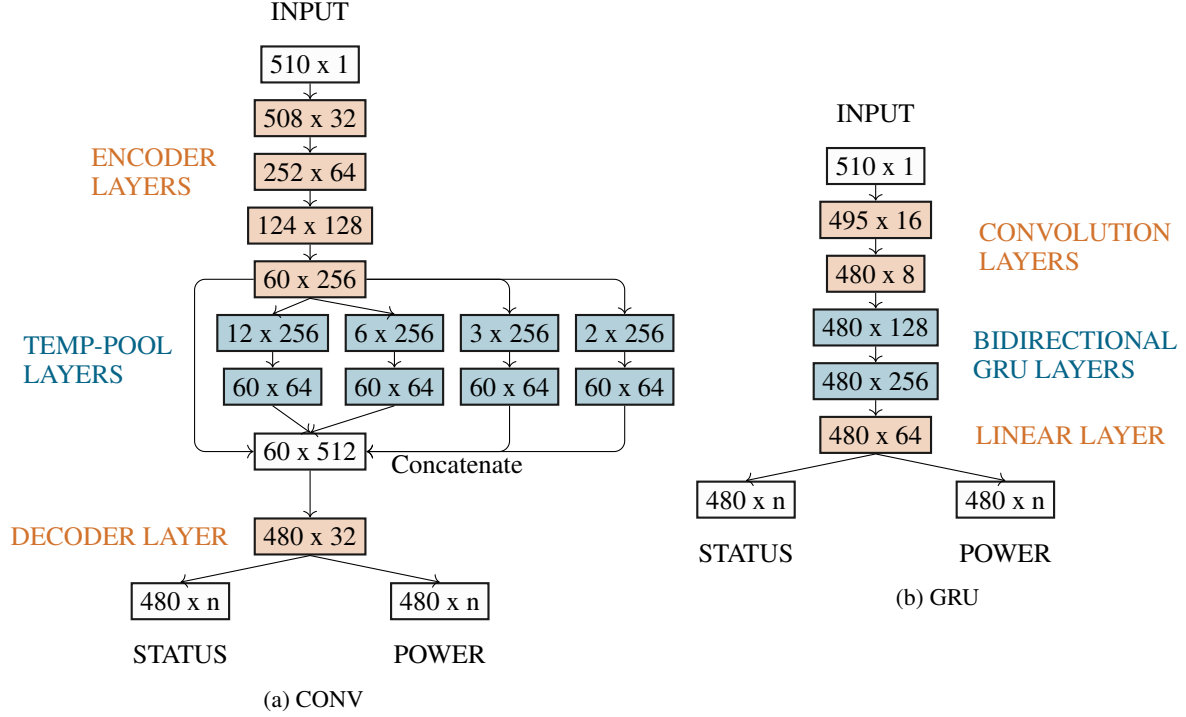 INPUT
510 x 1
508 x 32
ENCODER
LAYERS
252 x 64
124 x 128
60 x 256
TEMP-POOL
LAYERS
12 x 256
6 x 256
3 x 256
2 x 256
60 x 64
60 x 64
60 x 64
60 x 64
60 x 512
Concatenate
DECODER LAYER
480 x 32
480 x n
480 x n
STATUS
POWER
(a) CONV
INPUT
510 x 1
495 x 16
CONVOLUTION
LAYERS
480 x 8
480 x 128
BIDIRECTIONAL
GRU LAYERS
480 x 256
480 x 64
LINEAR LAYER
480 x n
480 x n
STATUS
POWER
(b) GRU